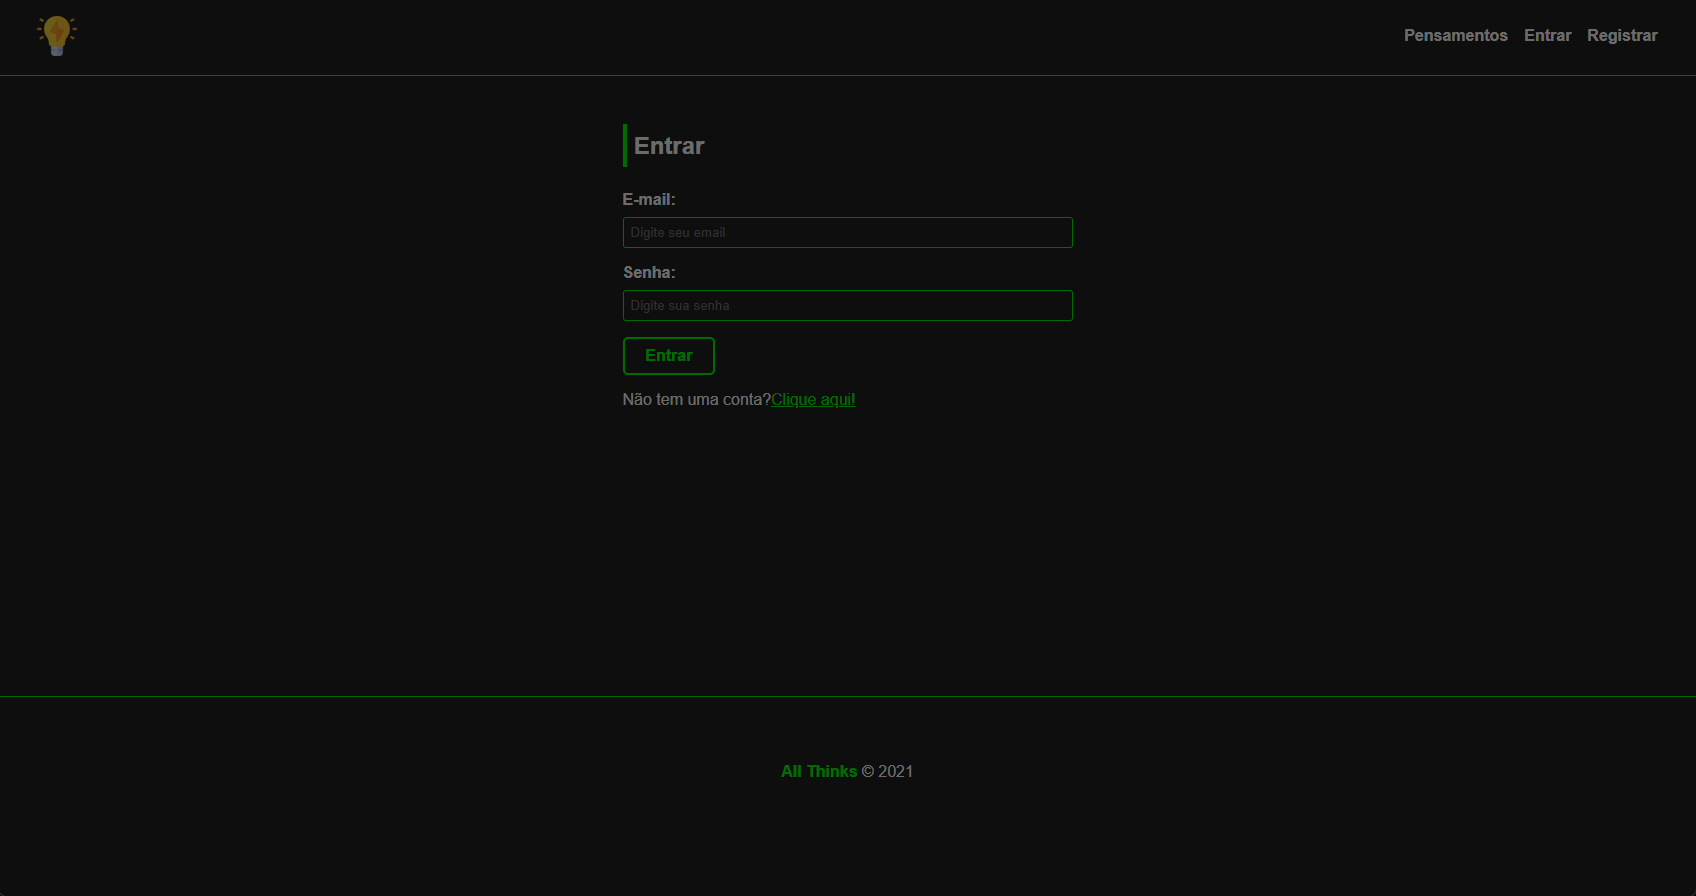 Pensamentos Entrar Registrar
Entrar
E-mail:
Digite seu email
Senha:
Digite sua senha
Entrar
Não tem uma conta?Clique aqui!
All Thinks © 2021